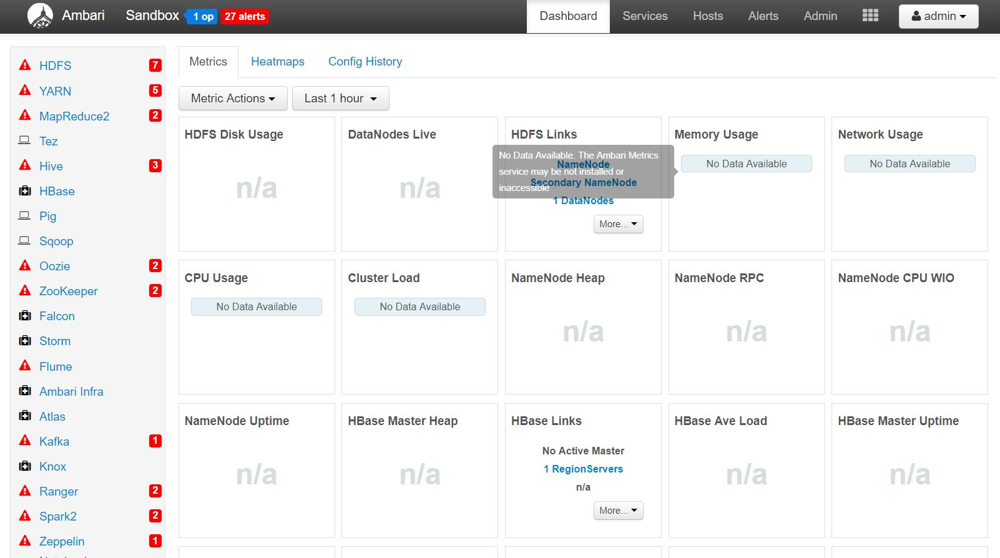 Ambari Sandbox 1 op 27 alerts Dashboard Services Hosts Alerts Admin admin
HDFS 7
YARN 5
MapReduce2 2
Tez
Hive 3
HBase
Pig
Sqoop
Oozie 2
ZooKeeper 2
Falcon
Storm
Flume
Ambari Infra
Atlas
Kafka 1
Knox
Ranger 2
Spark2 2
Zeppelin 1
Metrics Heatmaps Config History
Metric Actions Last 1 hour
HDFS Disk Usage
n/a
DataNodes Live
n/a
HDFS Links
NameNode
Secondary NameNode
1 DataNodes
More...
No Data Available. The Ambari Metrics
service may be not installed or
inaccessible
Memory Usage
No Data Available
Network Usage
No Data Available
CPU Usage
No Data Available
Cluster Load
No Data Available
NameNode Heap
n/a
NameNode RPC
n/a
NameNode CPU WIO
n/a
NameNode Uptime
n/a
HBase Master Heap
n/a
HBase Links
No Active Master
1 RegionServers
n/a
More...
HBase Ave Load
n/a
HBase Master Uptime
n/a